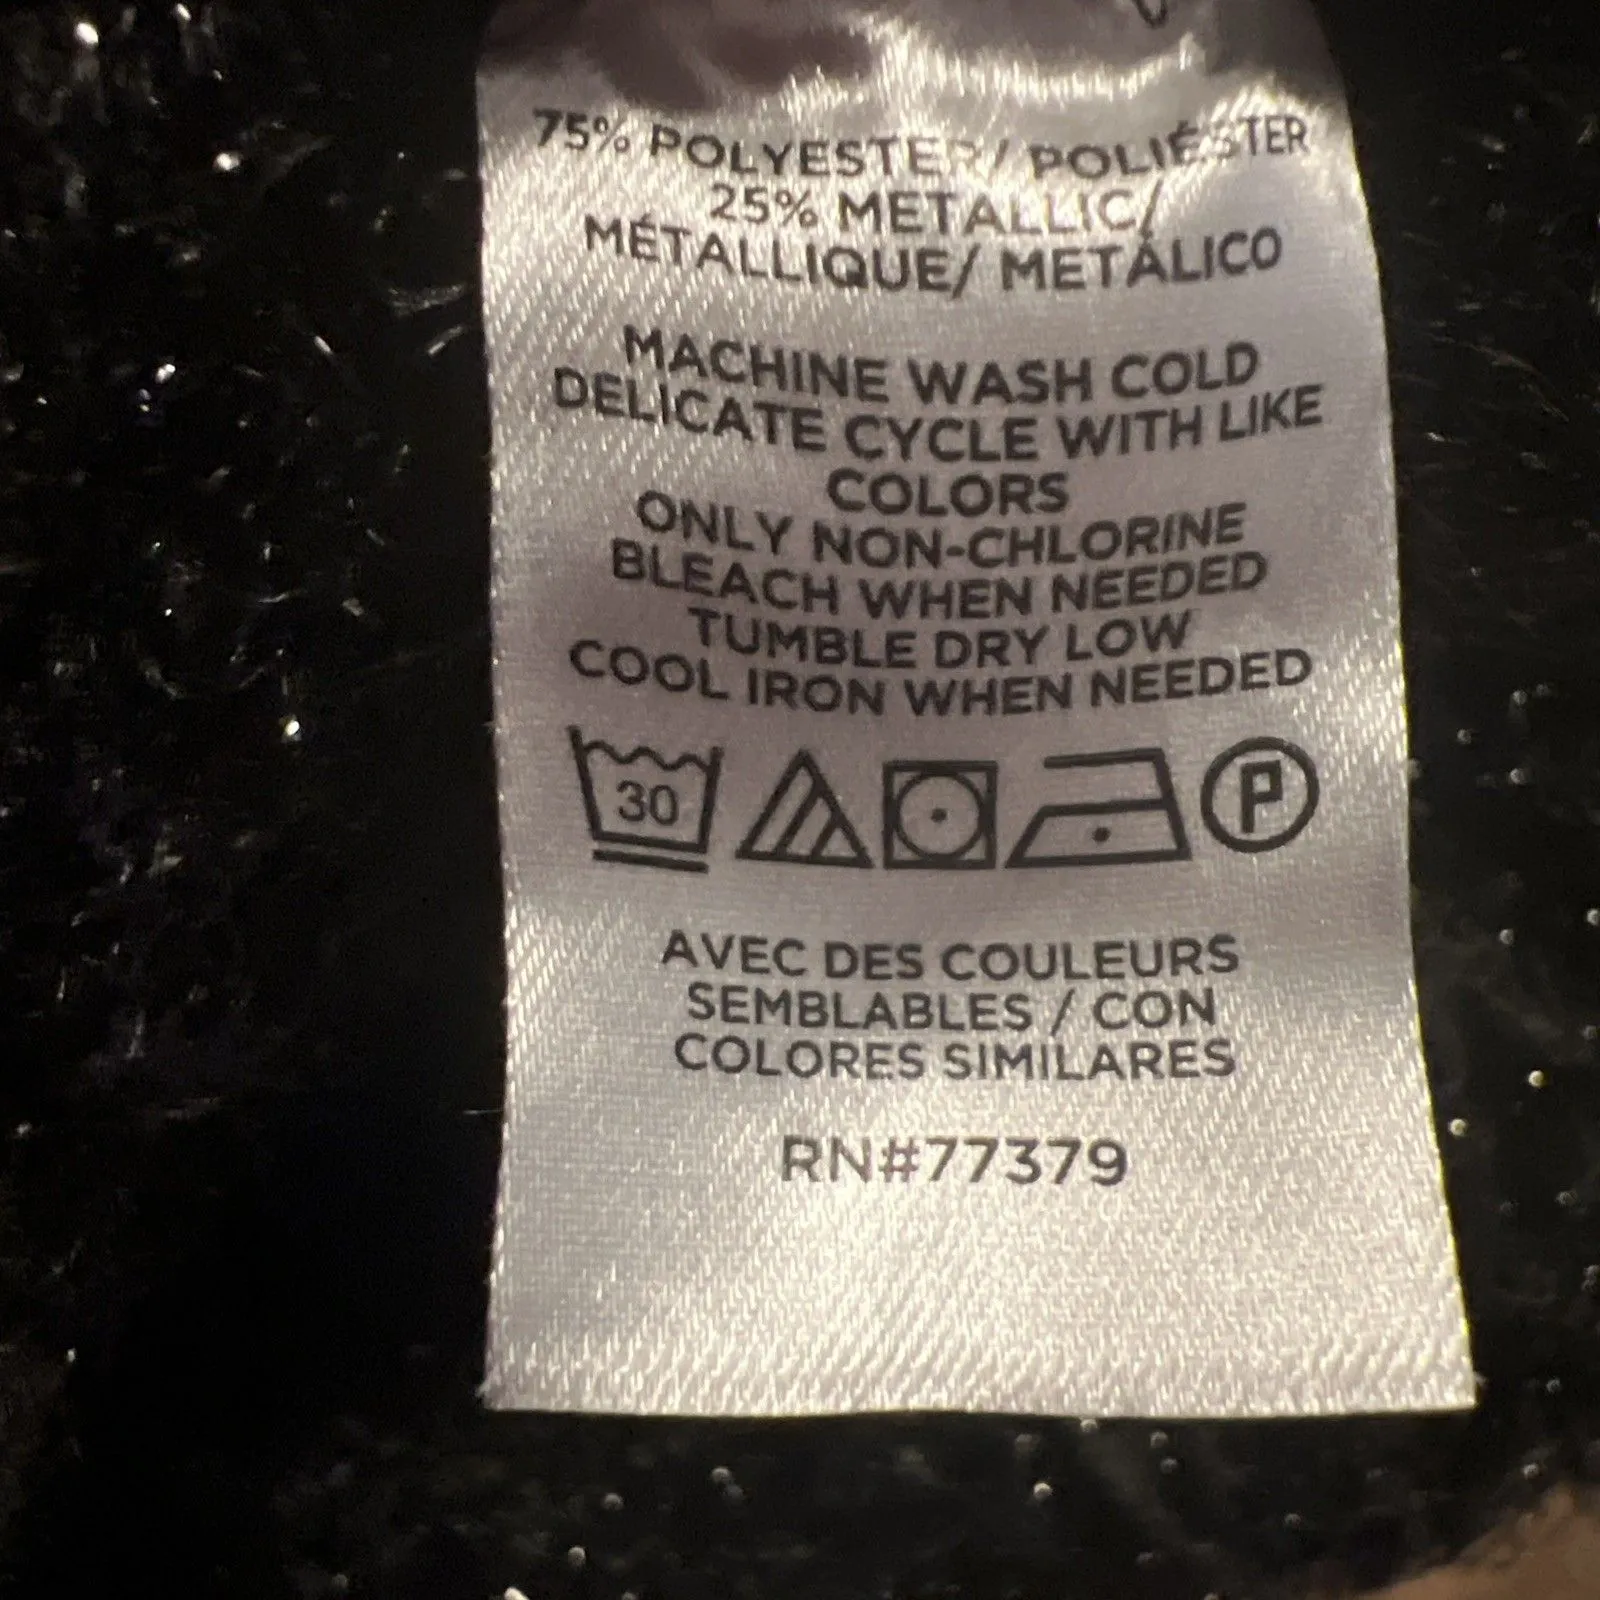 75% POLYESTER/ POLIÉSTER
25% METALLIC/
MÉTALLIQUE/ METÁLICO
MACHINE WASH COLD
DELICATE CYCLE WITH LIKE
COLORS
ONLY NON-CHLORINE
BLEACH WHEN NEEDED
TUMBLE DRY LOW
COOL IRON WHEN NEEDED
30
P
AVEC DES COULEURS
SEMBLABLES / CON
COLORES SIMILARES
RN#77379